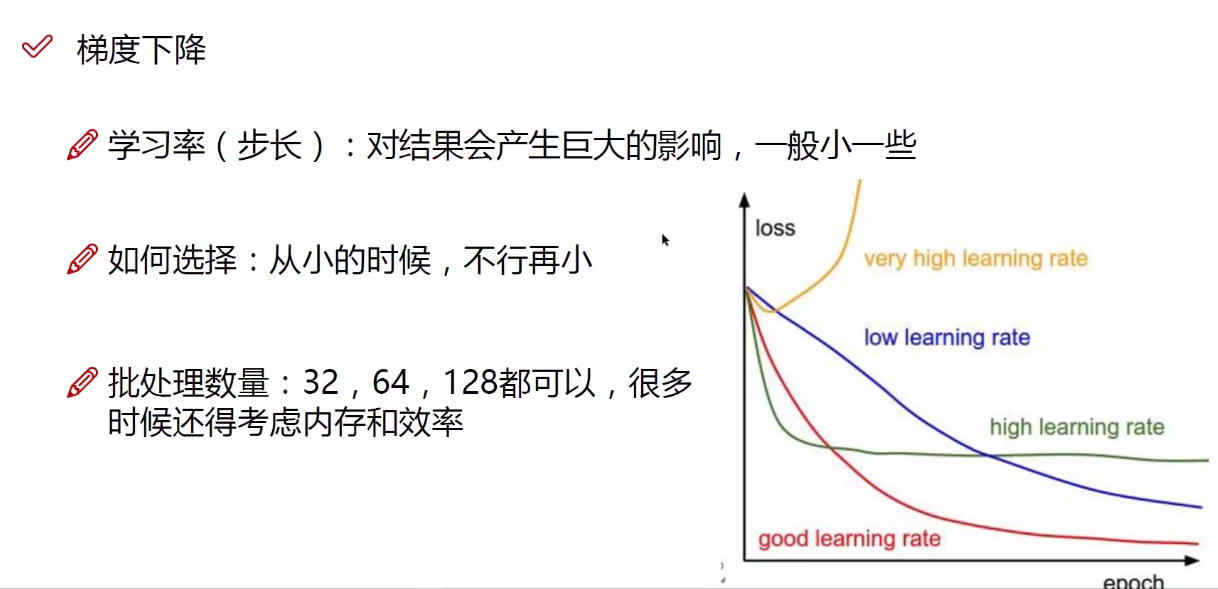 梯度下降
学习率（步长）：对结果会产生巨大的影响，一般小一些
如何选择：从小的时候，不行再小
批处理数量：32，64，128都可以，很多
时候还得考虑内存和效率
loss
very high learning rate
low learning rate
high learning rate
good learning rate
epoch